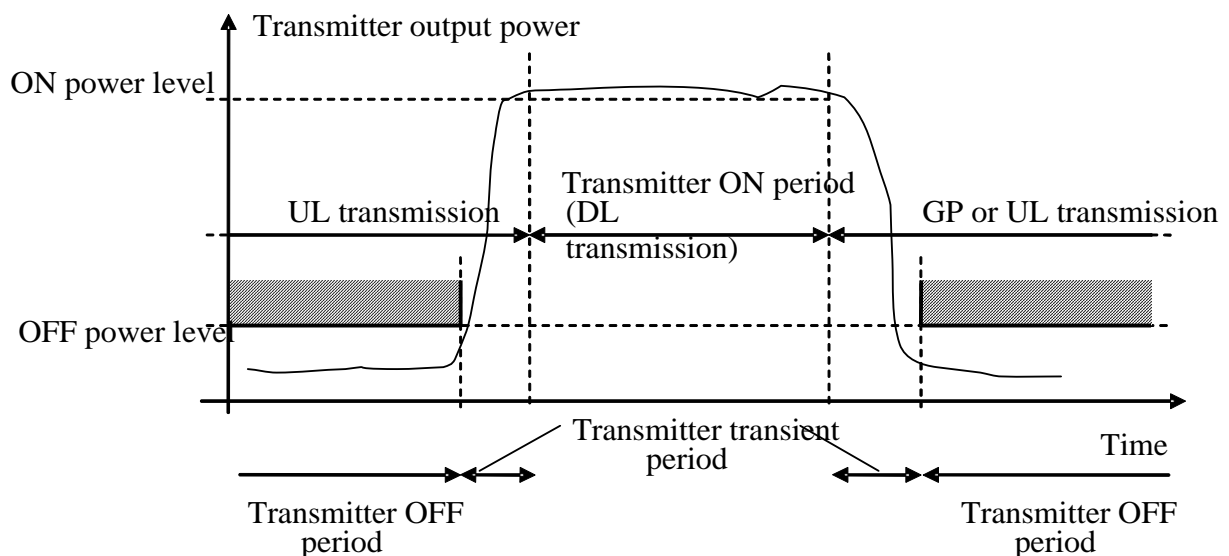 Transmitter output power
ON power level
Transmitter ON period
UL transmission
(DL
GP or UL transmission
transmission)
OFF power level
Transmitter transient
period
Time
Transmitter OFF
period
Transmitter OFF
period